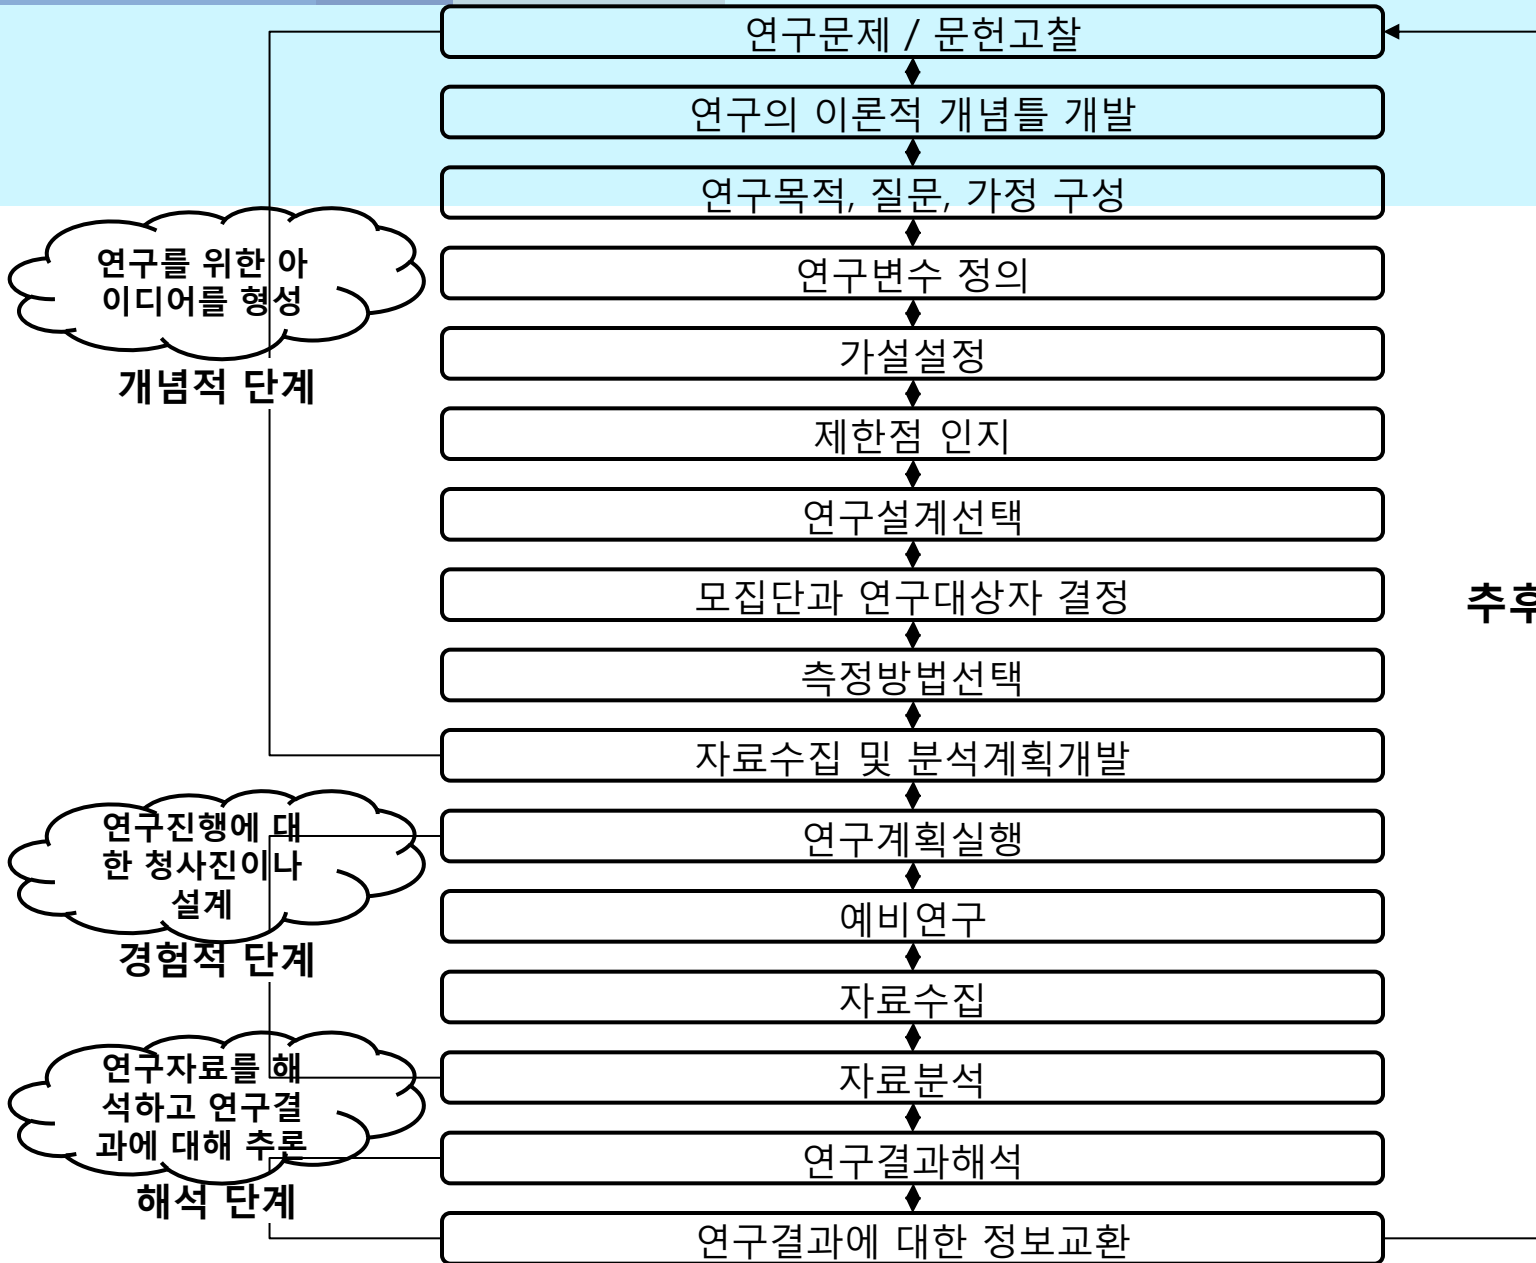 연구문제 / 문헌고찰
연구의 이론적 개념틀 개발
연구목적, 질문, 가정 구성
연구변수 정의
가설설정
제한점 인지
연구설계선택
모집단과 연구대상자 결정
측정방법선택
자료수집 및 분석계획개발
연구계획실행
예비연구
자료수집
자료분석
연구결과해석
연구결과에 대한 정보교환
연구를 위한 아
이디어를 형성
개념적 단계
연구진행에 대
한 청사진이나
설계
경험적 단계
연구자료를 해
석하고 연구결
과에 대해 추론
해석 단계
추후